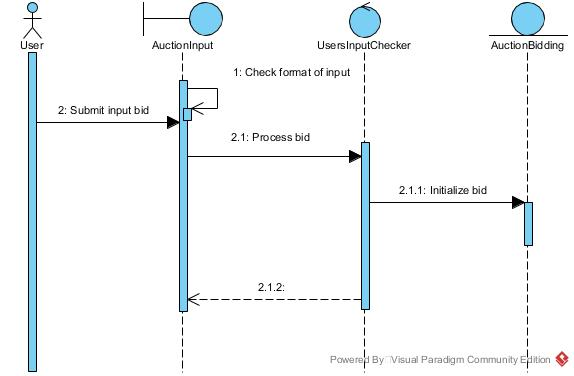 User
AuctionInput
UsersInputChecker
AuctionBidding
1: Check format of input
2: Submit input bid
2.1: Process bid
2.1.1: Initialize bid
2.1.2:
Powered By Visual Paradigm Community Edition